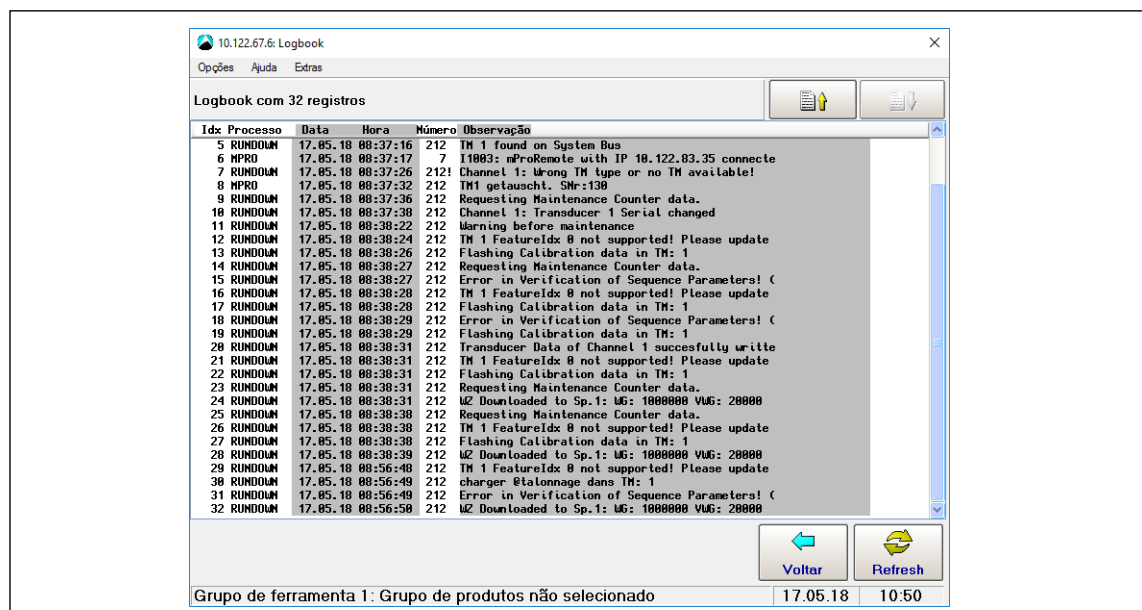 10.122.67.6: Logbook
Opções Ajuda Extras
Logbook com 32 registros
Idx Processo Data Hora Número Observação
5 RUNDOWN 17.05.18 08:37:16 212 TM 1 found on System Bus
6 MPRO 17.05.18 08:37:17 7 I1003: mProRemote with IP 10.122.83.35 connecte
7 RUNDOWN 17.05.18 08:37:26 212! Channel 1: Wrong TM type or no TM available!
8 MPRO 17.05.18 08:37:32 212 TM1 getauscht. SNr:130
9 RUNDOWN 17.05.18 08:37:36 212 Requesting Maintenance Counter data.
10 RUNDOWN 17.05.18 08:37:38 212 Channel 1: Transducer 1 Serial changed
11 RUNDOWN 17.05.18 08:38:22 212 Warning before maintenance
12 RUNDOWN 17.05.18 08:38:24 212 TM 1 FeatureIdx 0 not supported! Please update
13 RUNDOWN 17.05.18 08:38:26 212 Flashing Calibration data in TM: 1
14 RUNDOWN 17.05.18 08:38:27 212 Requesting Maintenance Counter data.
15 RUNDOWN 17.05.18 08:38:27 212 Error in Verification of Sequence Parameters! (
16 RUNDOWN 17.05.18 08:38:28 212 TM 1 FeatureIdx 0 not supported! Please update
17 RUNDOWN 17.05.18 08:38:28 212 Flashing Calibration data in TM: 1
18 RUNDOWN 17.05.18 08:38:29 212 Error in Verification of Sequence Parameters! (
19 RUNDOWN 17.05.18 08:38:29 212 Flashing Calibration data in TM: 1
20 RUNDOWN 17.05.18 08:38:31 212 Transducer Data of Channel 1 succesfully writte
21 RUNDOWN 17.05.18 08:38:31 212 TM 1 FeatureIdx 0 not supported! Please update
22 RUNDOWN 17.05.18 08:38:31 212 Flashing Calibration data in TM: 1
23 RUNDOWN 17.05.18 08:38:31 212 Requesting Maintenance Counter data.
24 RUNDOWN 17.05.18 08:38:31 212 WZ Downloaded to Sp.1: WG: 1000000 VWG: 20000
25 RUNDOWN 17.05.18 08:38:38 212 Requesting Maintenance Counter data.
26 RUNDOWN 17.05.18 08:38:38 212 TM 1 FeatureIdx 0 not supported! Please update
27 RUNDOWN 17.05.18 08:38:38 212 Flashing Calibration data in TM: 1
28 RUNDOWN 17.05.18 08:38:39 212 WZ Downloaded to Sp.1: WG: 1000000 VWG: 20000
29 RUNDOWN 17.05.18 08:56:48 212 TM 1 FeatureIdx 0 not supported! Please update
30 RUNDOWN 17.05.18 08:56:49 212 charger @talonnage dans TM: 1
31 RUNDOWN 17.05.18 08:56:49 212 Error in Verification of Sequence Parameters! (
32 RUNDOWN 17.05.18 08:56:50 212 WZ Downloaded to Sp.1: WG: 1000000 VWG: 20000
Voltar Refresh
Grupo de ferramenta 1: Grupo de produtos não selecionado 17.05.18 10:50